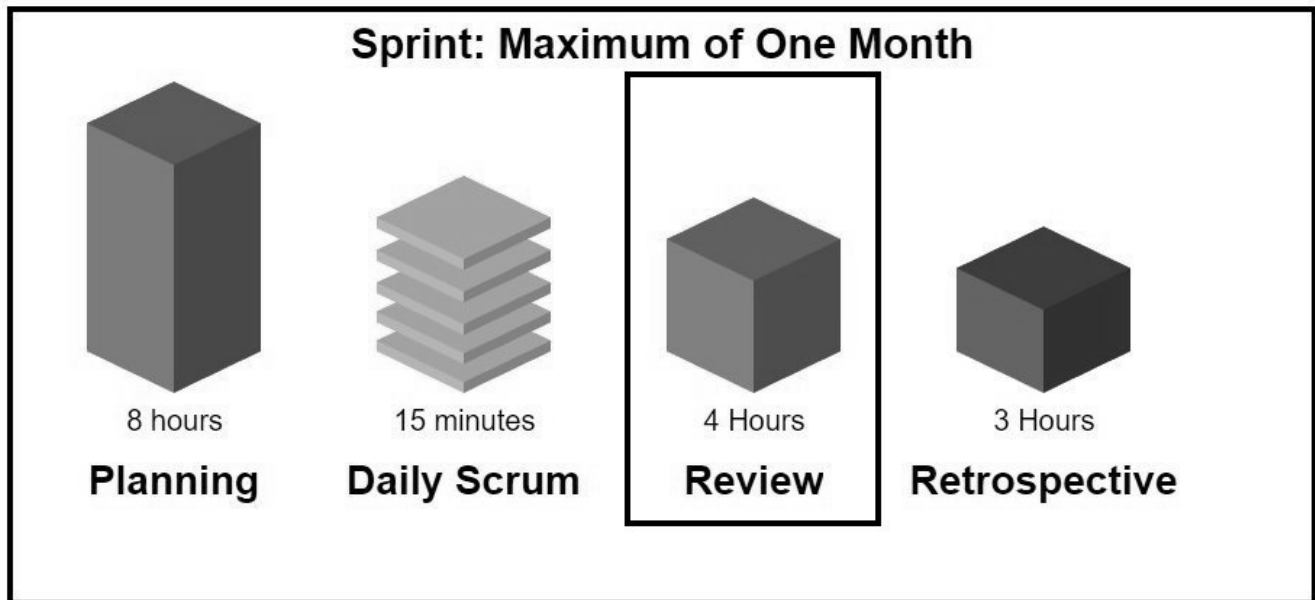 Sprint: Maximum of One Month
8 hours
Planning
15 minutes
Daily Scrum
4 Hours
Review
3 Hours
Retrospective